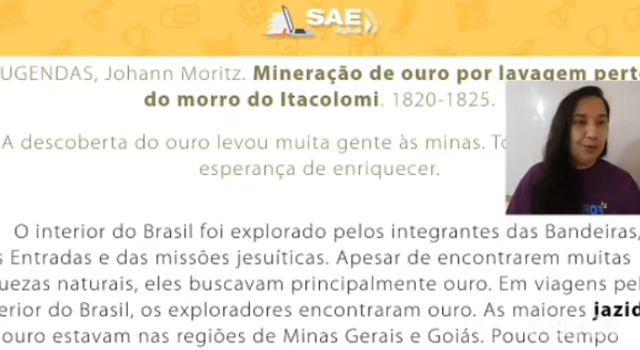 SAE
digital
UGENDAS, Johann Moritz. Mineração de ouro por lavagem pert
do morro do Itacolomi. 1820-1825.
A descoberta do ouro levou muita gente às minas. T
esperança de enriquecer.
O interior do Brasil foi explorado pelos integrantes das Bandeiras,
s Entradas e das missões jesuíticas. Apesar de encontrarem muitas
uezas naturais, eles buscavam principalmente ouro. Em viagens pel
erior do Brasil, os exploradores encontraram ouro. As maiores jazid
ouro estavam nas regiões de Minas Gerais e Goiás. Pouco tempo